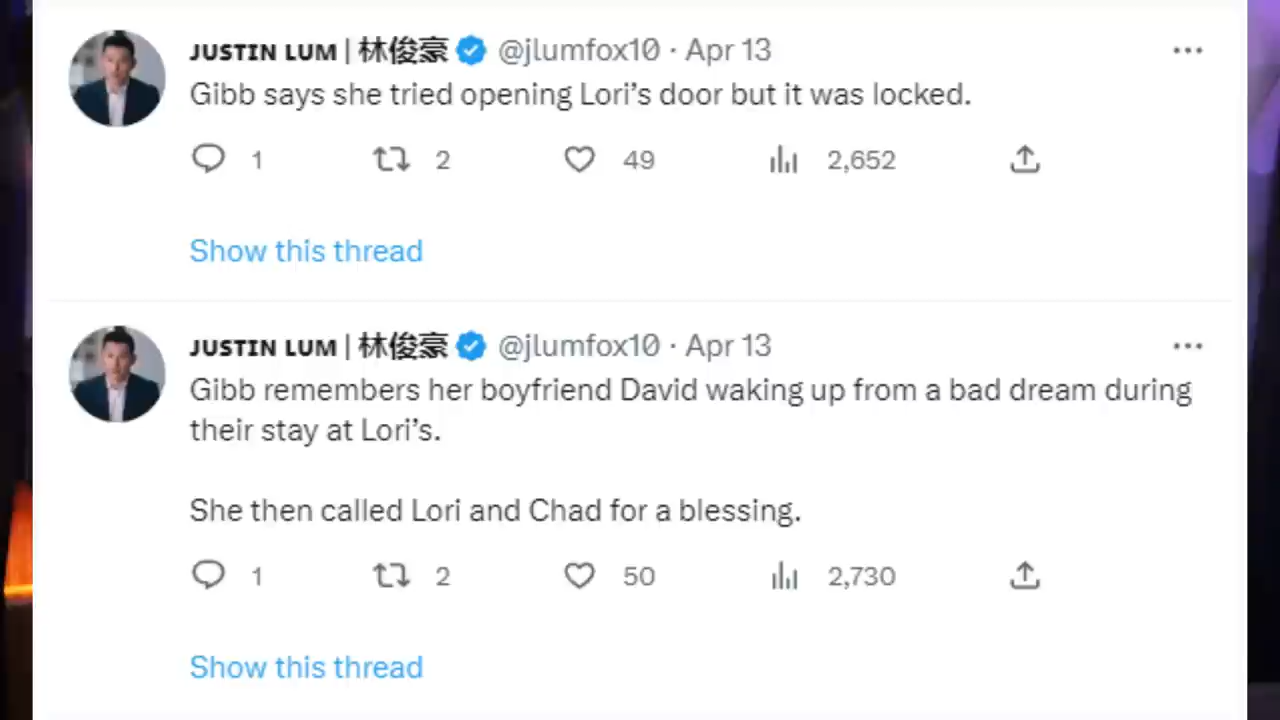 JUSTIN LUM | 林俊豪 @jlumfox10 · Apr 13
Gibb says she tried opening Lori’s door but it was locked.
1 2 49 2,652
Show this thread
JUSTIN LUM | 林俊豪 @jlumfox10 · Apr 13
Gibb remembers her boyfriend David waking up from a bad dream during
their stay at Lori’s.
She then called Lori and Chad for a blessing.
1 2 50 2,730
Show this thread